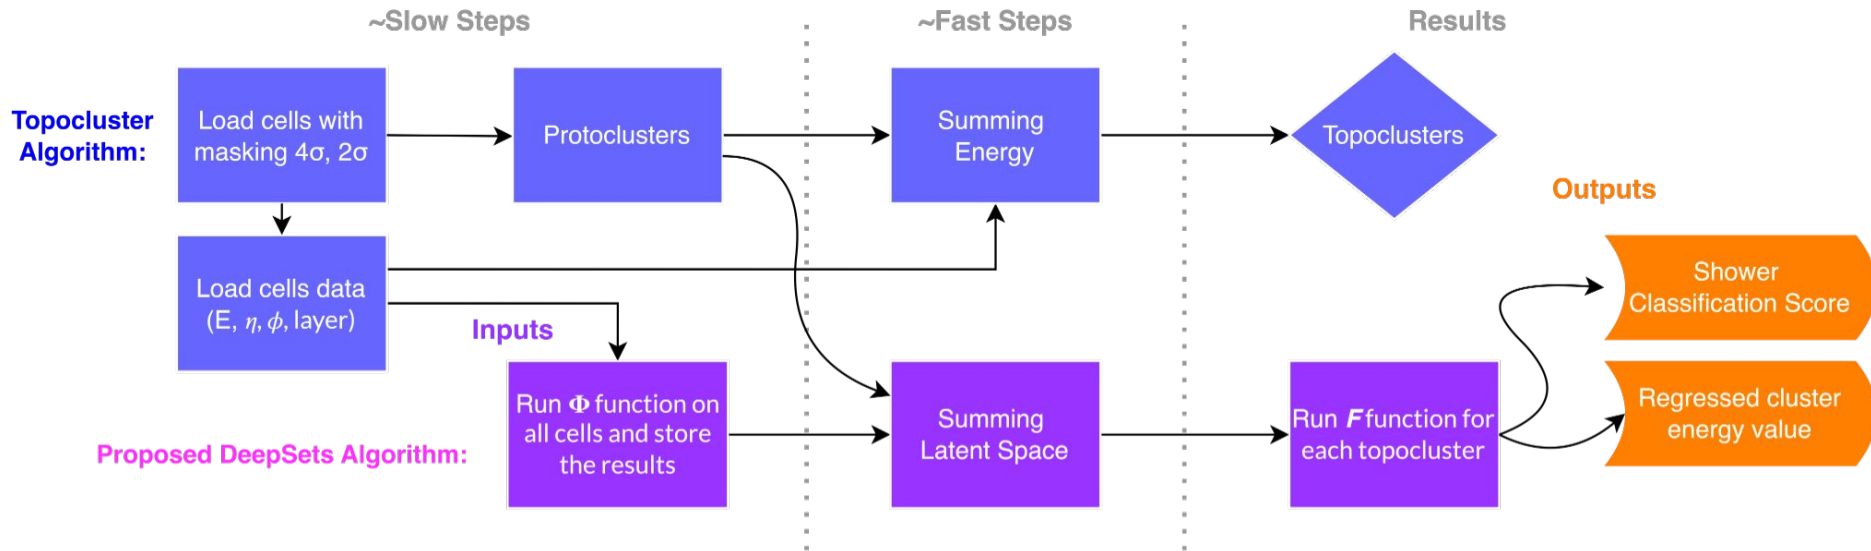 ~Slow Steps
~Fast Steps
Results
Topocluster
Algorithm:
Load cells with
masking 4σ, 2σ
Protoclusters
Summing
Energy
Topoclusters
Outputs
Load cells data
(E, η, ϕ, layer)
Inputs
Shower
Classification Score
Proposed DeepSets Algorithm:
Run Φ function on
all cells and store
the results
Summing
Latent Space
Run F function for
each topocluster
Regressed cluster
energy value